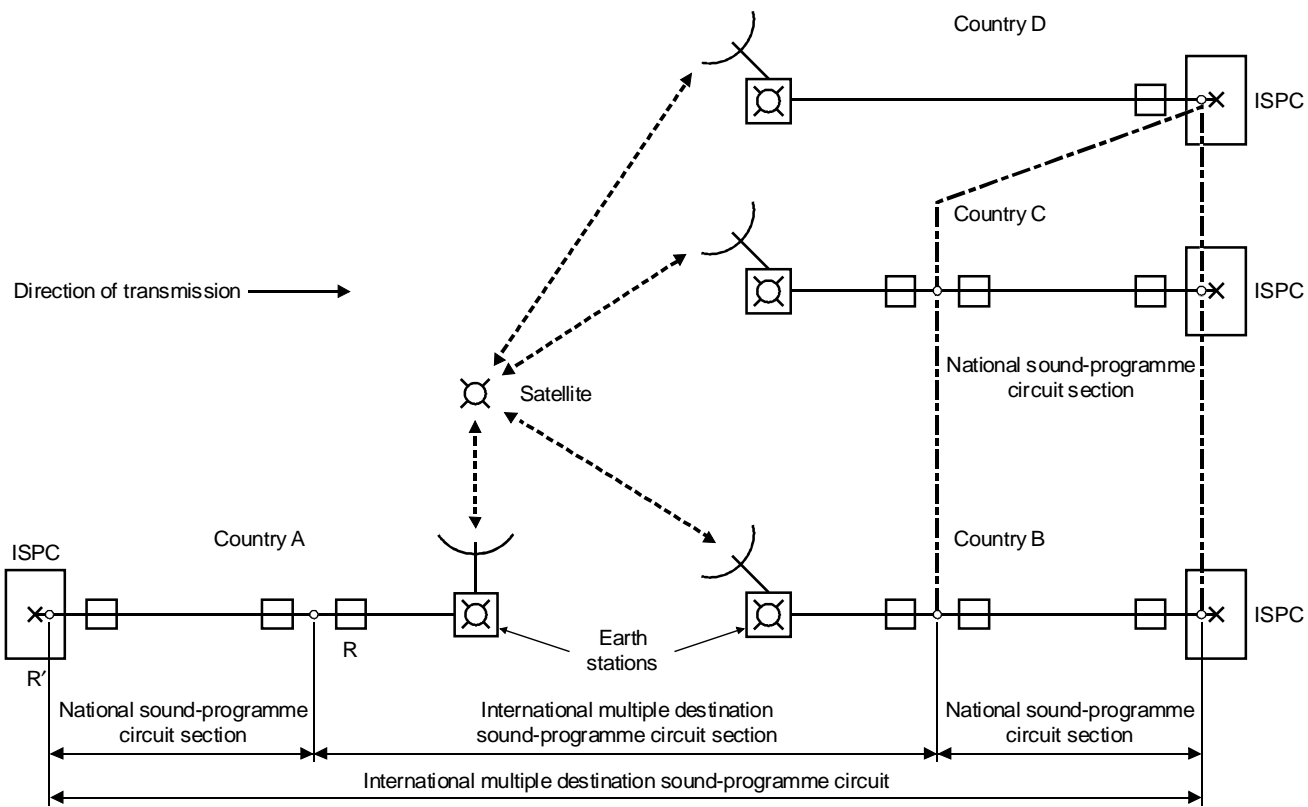 Country D
ISPC
Country C
Direction of transmission
ISPC
National sound-programme
circuit section
Satellite
Country A
Country B
ISPC
ISPC
R
Earth
stations
R′
National sound-programme
circuit section
International multiple destination
sound-programme circuit section
National sound-programme
circuit section
International multiple destination sound-programme circuit